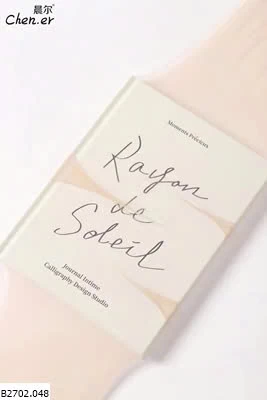 晨尔®
Chen.er
Moments Précieux
Rayon
de
Soleil
Journal Intime
Calligraphy Design Studio
B2702.048